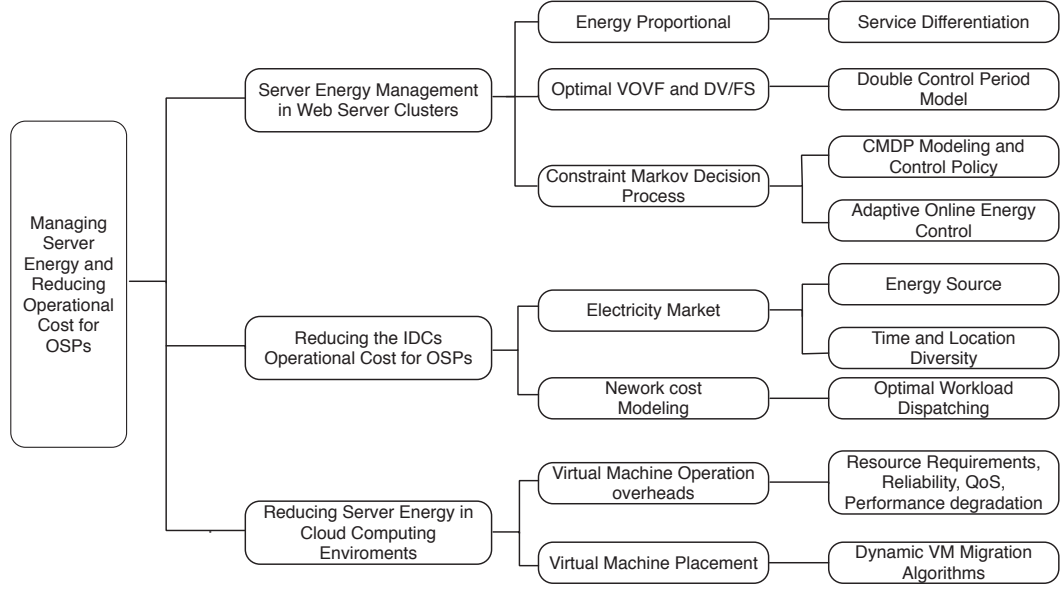 Managing
Server
Energy and
Reducing
Operational
Cost for
OSPs
Server Energy Management
in Web Server Clusters
Energy Proportional
Service Differentiation
Optimal VOVF and DV/FS
Double Control Period
Model
Constraint Markov Decision
Process
CMDP Modeling and
Control Policy
Adaptive Online Energy
Control
Reducing the IDCs
Operational Cost for OSPs
Electricity Market
Energy Source
Time and Location
Diversity
Nework cost
Modeling
Optimal Workload
Dispatching
Reducing Server Energy in
Cloud Computing
Enviroments
Virtual Machine Operation
overheads
Resource Requirements,
Reliability, QoS,
Performance degradation
Virtual Machine Placement
Dynamic VM Migration
Algorithms